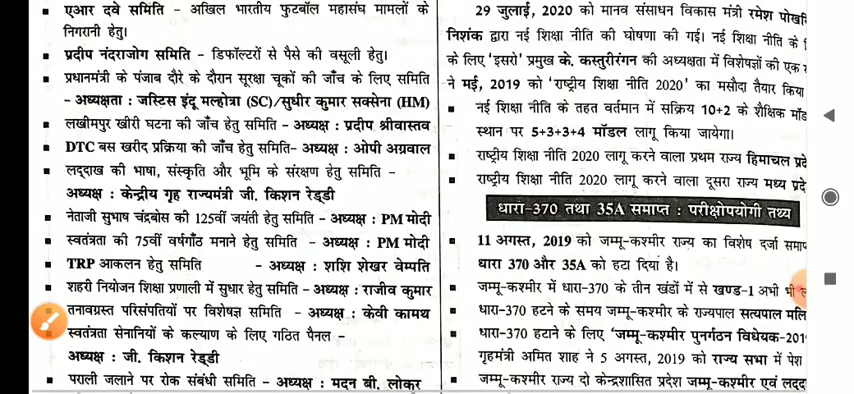 एआर दवे समिति - अखिल भारतीय फुटबॉल महासंघ मामलों के
निगरानी हेतु।
प्रदीप नंदराजोग समिति - डिफॉल्टरों से पैसे की वसूली हेतु।
प्रधानमंत्री के पंजाब दौरे के दौरान सुरक्षा चूकों की जाँच के लिए समिति
- अध्यक्षता : जस्टिस इंदू मल्होत्रा (SC)/सुधीर कुमार सक्सेना (HM)
लखीमपुर खीरी घटना की जाँच हेतु समिति - अध्यक्ष : प्रदीप श्रीवास्तव
DTC बस खरीद प्रक्रिया की जाँच हेतु समिति- अध्यक्ष : ओपी अग्रवाल
लद्दाख की भाषा, संस्कृति और भूमि के संरक्षण हेतु समिति -
अध्यक्ष : केन्द्रीय गृह राज्यमंत्री जी. किशन रेड्डी
नेताजी सुभाष चंद्रबोस की 125वीं जयंती हेतु समिति - अध्यक्ष : PM मोदी
स्वतंत्रता की 75वीं वर्षगाँठ मनाने हेतु समिति - अध्यक्ष : PM मोदी
TRP आकलन हेतु समिति - अध्यक्ष : शशि शेखर वेम्पति
शहरी नियोजन शिक्षा प्रणाली में सुधार हेतु समिति - अध्यक्ष : राजीव कुमार
तनावग्रस्त परिसंपतियों पर विशेषज्ञ समिति - अध्यक्ष : केवी कामथ
स्वतंत्रता सेनानियों के कल्याण के लिए गठित पैनल -
अध्यक्ष : जी. किशन रेड्डी
पराली जलाने पर रोक संबंधी समिति - अध्यक्ष : मदन बी. लोकर
29 जुलाई, 2020 को मानव संसाधन विकास मंत्री रमेश पोखरि
निशंक द्वारा नई शिक्षा नीति की घोषणा की गई। नई शिक्षा नीति के
के लिए 'इसरो' प्रमुख के. कस्तुरीरंगन की अध्यक्षता में विशेषज्ञों की एक
ने मई, 2019 को 'राष्ट्रीय शिक्षा नीति 2020' का मसौदा तैयार किया
नई शिक्षा नीति के तहत वर्तमान में सक्रिय 10+2 के शैक्षिक मॉड
स्थान पर 5+3+3+4 मॉडल लागू किया जायेगा।
राष्ट्रीय शिक्षा नीति 2020 लागू करने वाला प्रथम राज्य हिमाचल प्रदे
राष्ट्रीय शिक्षा नीति 2020 लागू करने वाला दूसरा राज्य मध्य प्रदे
धारा-370 तथा 35A समाप्त : परीक्षोपयोगी तथ्य
11 अगस्त, 2019 को जम्मू-कश्मीर राज्य का विशेष दर्जा समाप
धारा 370 और 35A को हटा दिया है।
जम्मू-कश्मीर में धारा-370 के तीन खंडों में से खण्ड-1 अभी भी
धारा-370 हटने के समय जम्मू-कश्मीर के राज्यपाल सत्यपाल मलि
धारा-370 हटाने के लिए 'जम्मू-कश्मीर पुनर्गठन विधेयक-201
गृहमंत्री अमित शाह ने 5 अगस्त, 2019 को राज्य सभा में पेश
जम्मू-कश्मीर राज्य दो केन्द्रशासित प्रदेश जम्मू-कश्मीर एवं लद्द